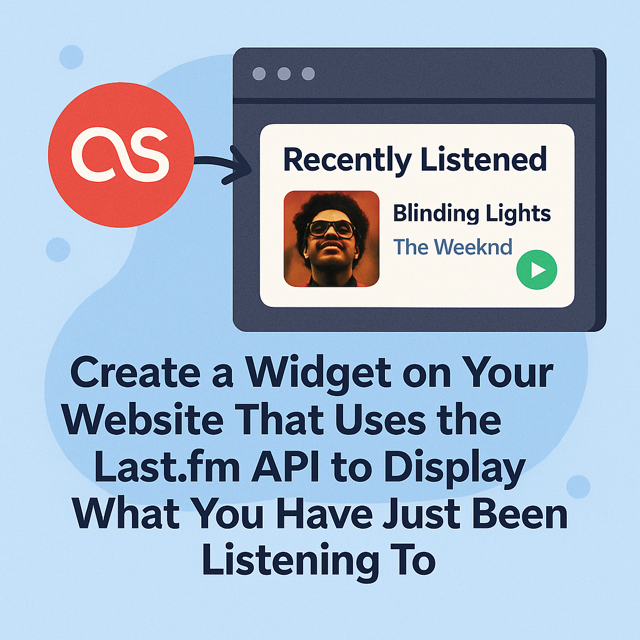 as
Recently Listened
Blinding Lights
The Weeknd
Create a Widget on Your
Website That Uses the
Last.fm API to Display
What You Have Just Been
Listening To